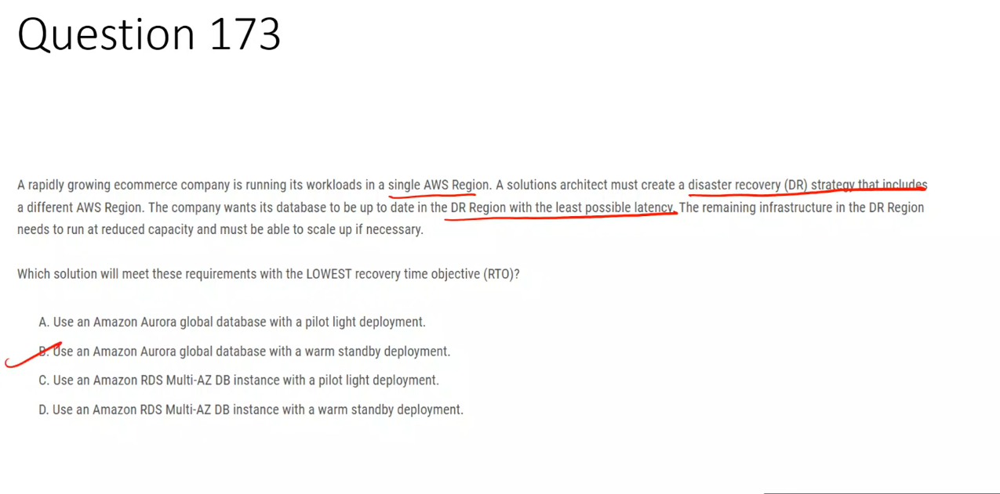 Question 173
A rapidly growing ecommerce company is running its workloads in a single AWS Region. A solutions architect must create a disaster recovery (DR) strategy that includes
a different AWS Region. The company wants its database to be up to date in the DR Region with the least possible latency. The remaining infrastructure in the DR Region
needs to run at reduced capacity and must be able to scale up if necessary.
Which solution will meet these requirements with the LOWEST recovery time objective (RTO)?
A. Use an Amazon Aurora global database with a pilot light deployment.
B. Use an Amazon Aurora global database with a warm standby deployment.
C. Use an Amazon RDS Multi-AZ DB instance with a pilot light deployment.
D. Use an Amazon RDS Multi-AZ DB instance with a warm standby deployment.